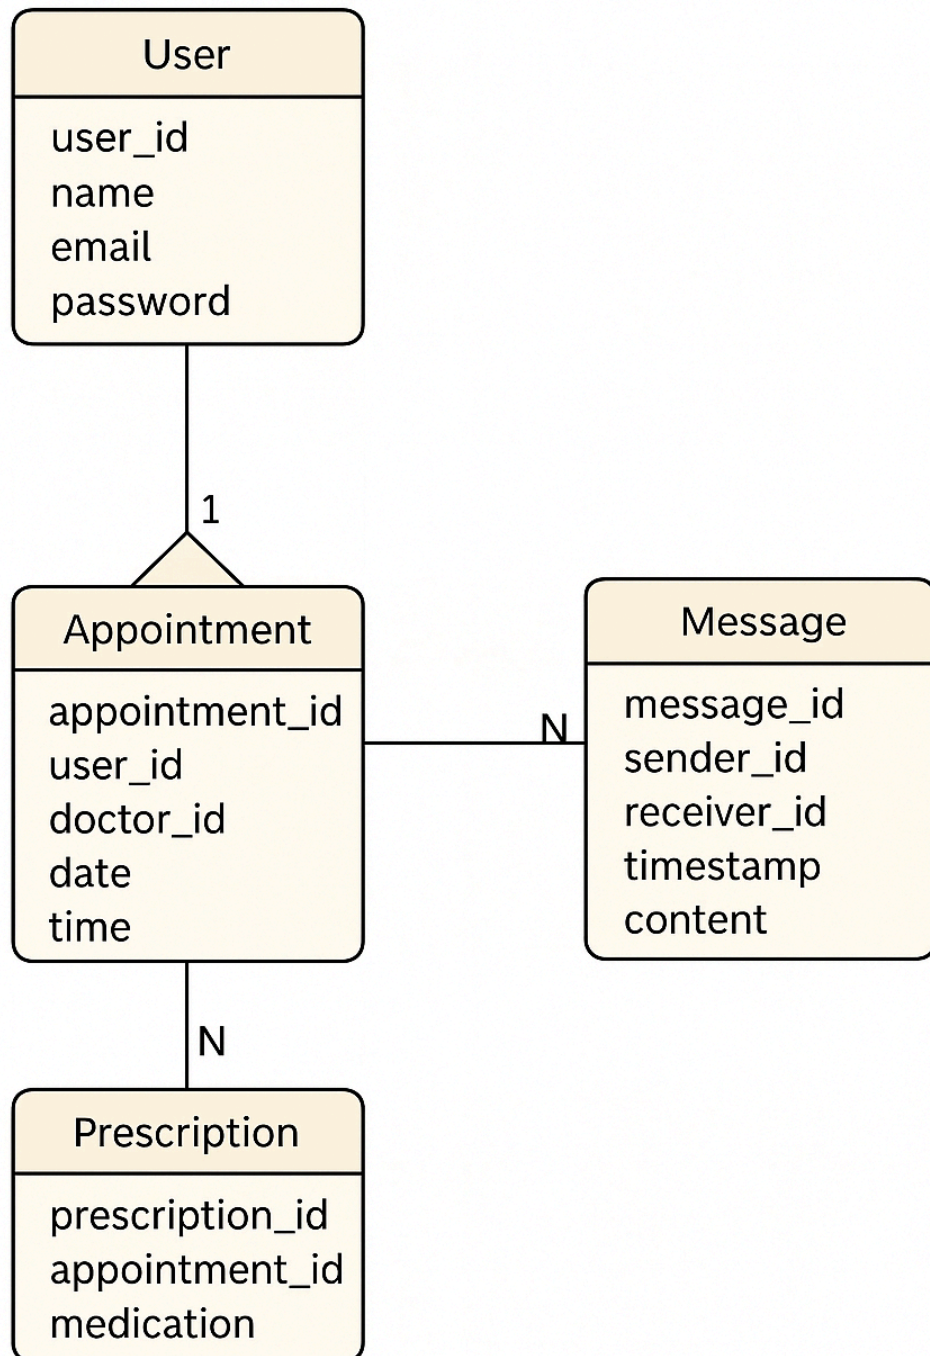 User
user_id
name
email
password
1
Appointment
appointment_id
user_id
doctor_id
date
time
N
Message
message_id
sender_id
receiver_id
timestamp
content
N
Prescription
prescription_id
appointment_id
medication